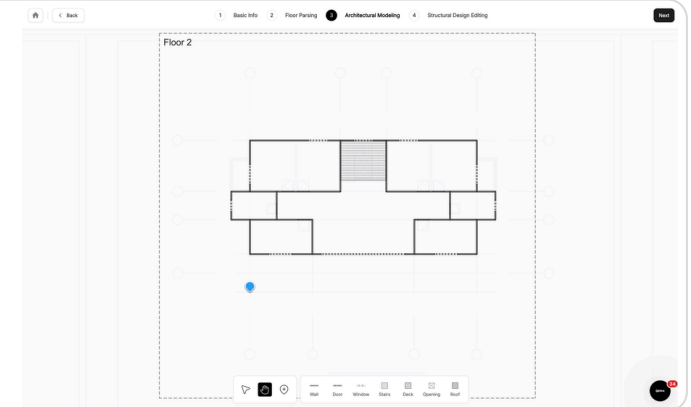 Back
1 Basic Info 2 Floor Parsing 3 Architectural Modeling 4 Structural Design Editing
Next
Floor 2
Wall Door Window Stairs Deck Opening Roof
24